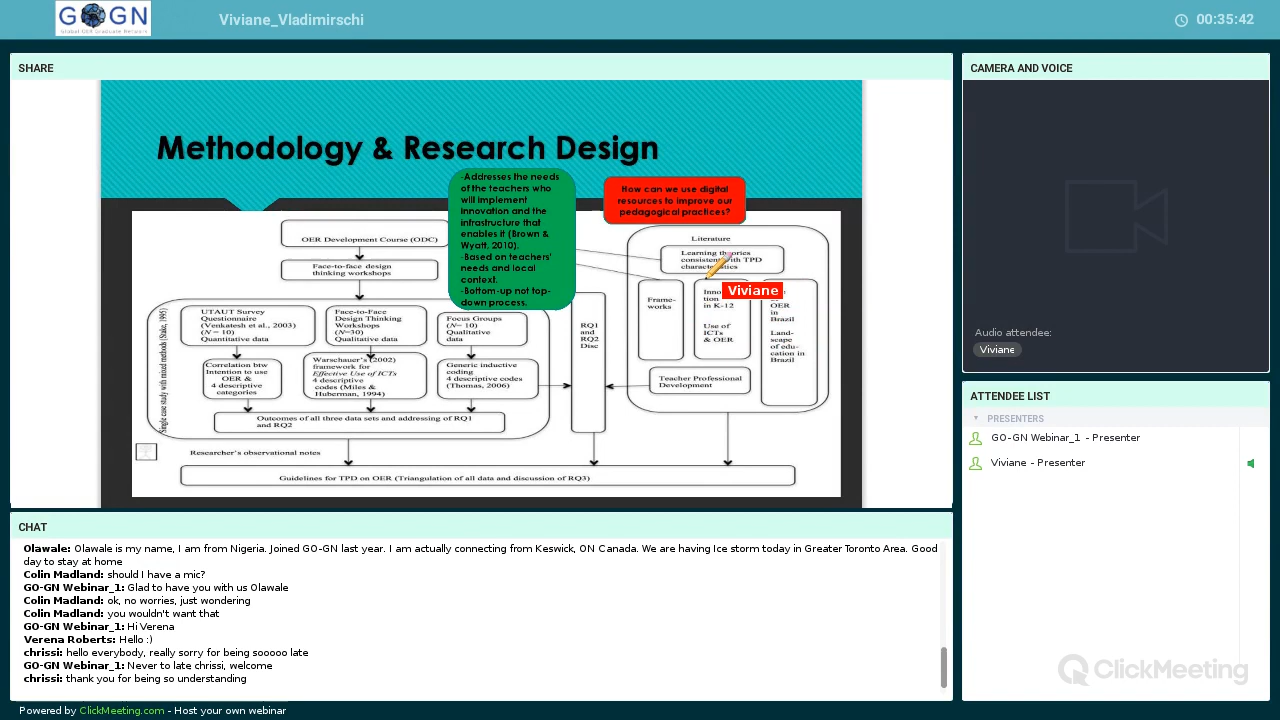 GOGN
Global OER Graduate Network
Viviane_Vladimirschi
00:35:42
SHARE
Methodology & Research Design
-Addresses the needs
of the teachers who
will implement
innovation and the
infrastructure that
enables it (Brown &
Wyatt, 2010).
-Based on teachers'
needs and local
context.
-Bottom-up not top-
down process.
How can we use digital
resources to improve our
pedagogical practices?
OER Development Course (ODC)
Face-to-face design
thinking workshops
Single case study with mixed methods (Stake, 1995)
UTAUT Survey
Questionnaire
(Venkatesh et al., 2003)
(N = 10)
Quantitative data
Face-to-Face
Design Thinking
Workshops
(N=30)
Qualitative data
Focus Groups
(N= 10)
Qualitative
data
Correlation btw
Intention to use
OER &
4 descriptive
categories
Warschauer's (2002)
framework for
Effective Use of ICTs
4 descriptive
codes (Miles &
Huberman, 1994)
Generic inductive
coding
4 descriptive codes
(Thomas, 2006)
Outcomes of all three data sets and addressing of RQ1
and RQ2
RQ1
and
RQ2
Disc
Literature
Learning theories
consistent with TPD
characteristics
Frame-
works
tion
in K-12
Use of
ICTs
& OER
OER
in
Brazil
Land-
scape
of edu-
cation in
Brazil
Viviane
Teacher Professional
Development
Researcher's observational notes
Guidelines for TPD on OER (Triangulation of all data and discussion of RQ3)
CAMERA AND VOICE
Audio attendee:
Viviane
ATTENDEE LIST
PRESENTERS
GO-GN Webinar_1 - Presenter
Viviane - Presenter
ClickMeeting
CHAT
Olawale: Olawale is my name, I am from Nigeria. Joined GO-GN last year. I am actually connecting from Keswick, ON Canada. We are having Ice storm today in Greater Toronto Area. Good
day to stay at home
Colin Madland: should I have a mic?
GO-GN Webinar_1: Glad to have you with us Olawale
Colin Madland: ok, no worries, just wondering
Colin Madland: you wouldn't want that
GO-GN Webinar_1: Hi Verena
Verena Roberts: Hello :)
chrissi: hello everybody, really sorry for being sooooo late
GO-GN Webinar_1: Never to late chrissi, welcome
chrissi: thank you for being so understanding
Powered by ClickMeeting.com - Host your own webinar